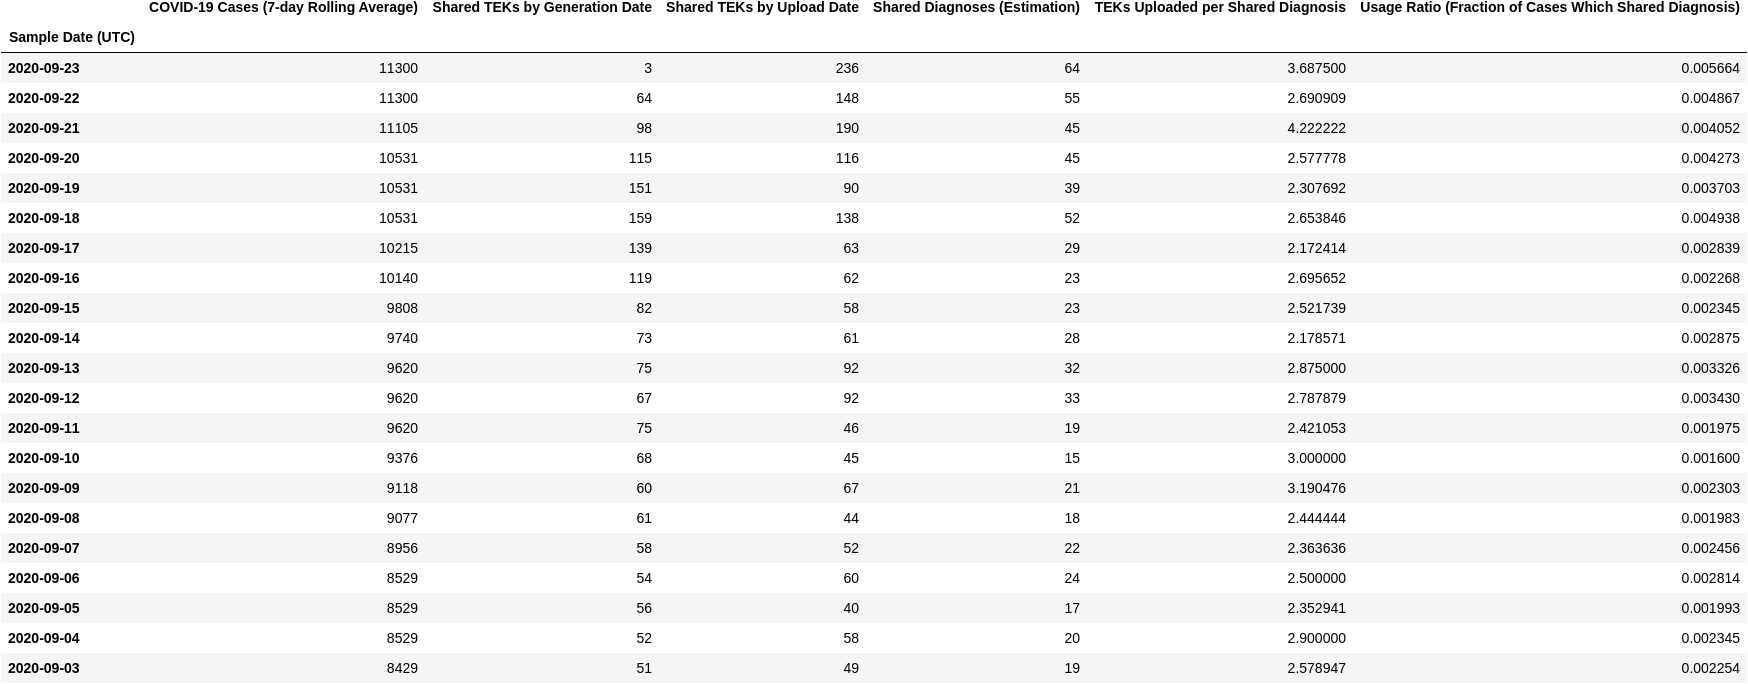 COVID-19 Cases (7-day Rolling Average) Shared TEKs by Generation Date Shared TEKs by Upload Date Shared Diagnoses (Estimation) TEKs Uploaded per Shared Diagnosis Usage Ratio (Fraction of Cases Which Shared Diagnosis)
Sample Date (UTC)
2020-09-23 11300 3 236 64 3.687500 0.005664
2020-09-22 11300 64 148 55 2.690909 0.004867
2020-09-21 11105 98 190 45 4.222222 0.004052
2020-09-20 10531 115 116 45 2.577778 0.004273
2020-09-19 10531 151 90 39 2.307692 0.003703
2020-09-18 10531 159 138 52 2.653846 0.004938
2020-09-17 10215 139 63 29 2.172414 0.002839
2020-09-16 10140 119 62 23 2.695652 0.002268
2020-09-15 9808 82 58 23 2.521739 0.002345
2020-09-14 9740 73 61 28 2.178571 0.002875
2020-09-13 9620 75 92 32 2.875000 0.003326
2020-09-12 9620 67 92 33 2.787879 0.003430
2020-09-11 9620 75 46 19 2.421053 0.001975
2020-09-10 9376 68 45 15 3.000000 0.001600
2020-09-09 9118 60 67 21 3.190476 0.002303
2020-09-08 9077 61 44 18 2.444444 0.001983
2020-09-07 8956 58 52 22 2.363636 0.002456
2020-09-06 8529 54 60 24 2.500000 0.002814
2020-09-05 8529 56 40 17 2.352941 0.001993
2020-09-04 8529 52 58 20 2.900000 0.002345
2020-09-03 8429 51 49 19 2.578947 0.002254